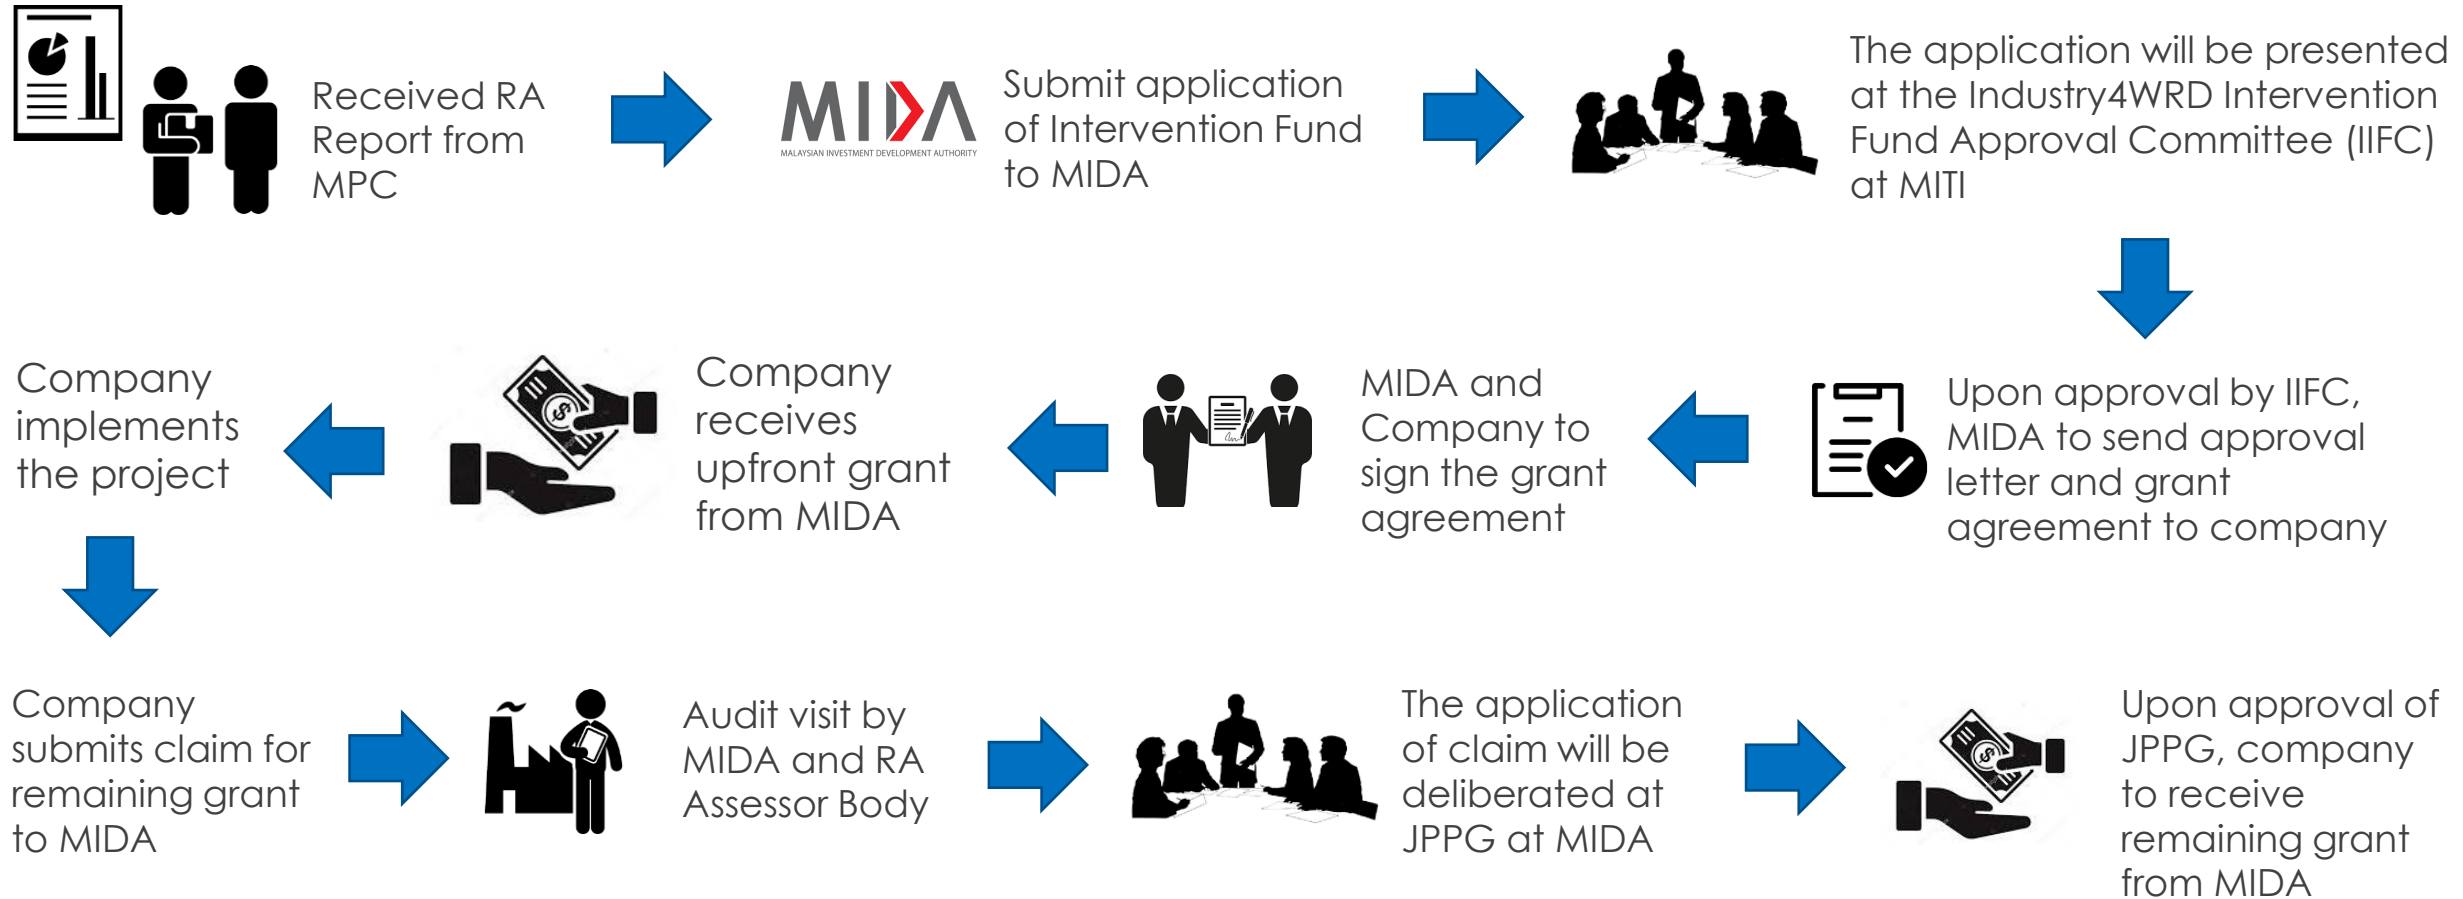 Received RA
Report from
MPC
MIDA
MALAYSIAN INVESTMENT DEVELOPMENT AUTHORITY
Submit application
of Intervention Fund
to MIDA
The application will be presented
at the Industry4WRD Intervention
Fund Approval Committee (IIFC)
at MITI
Company
implements
the project
Company
receives
upfront grant
from MIDA
MIDA and
Company to
sign the grant
agreement
Upon approval by IIFC,
MIDA to send approval
letter and grant
agreement to company
Company
submits claim for
remaining grant
to MIDA
Audit visit by
MIDA and RA
Assessor Body
The application
of claim will be
deliberated at
JPPG at MIDA
Upon approval of
JPPG, company
to receive
remaining grant
from MIDA